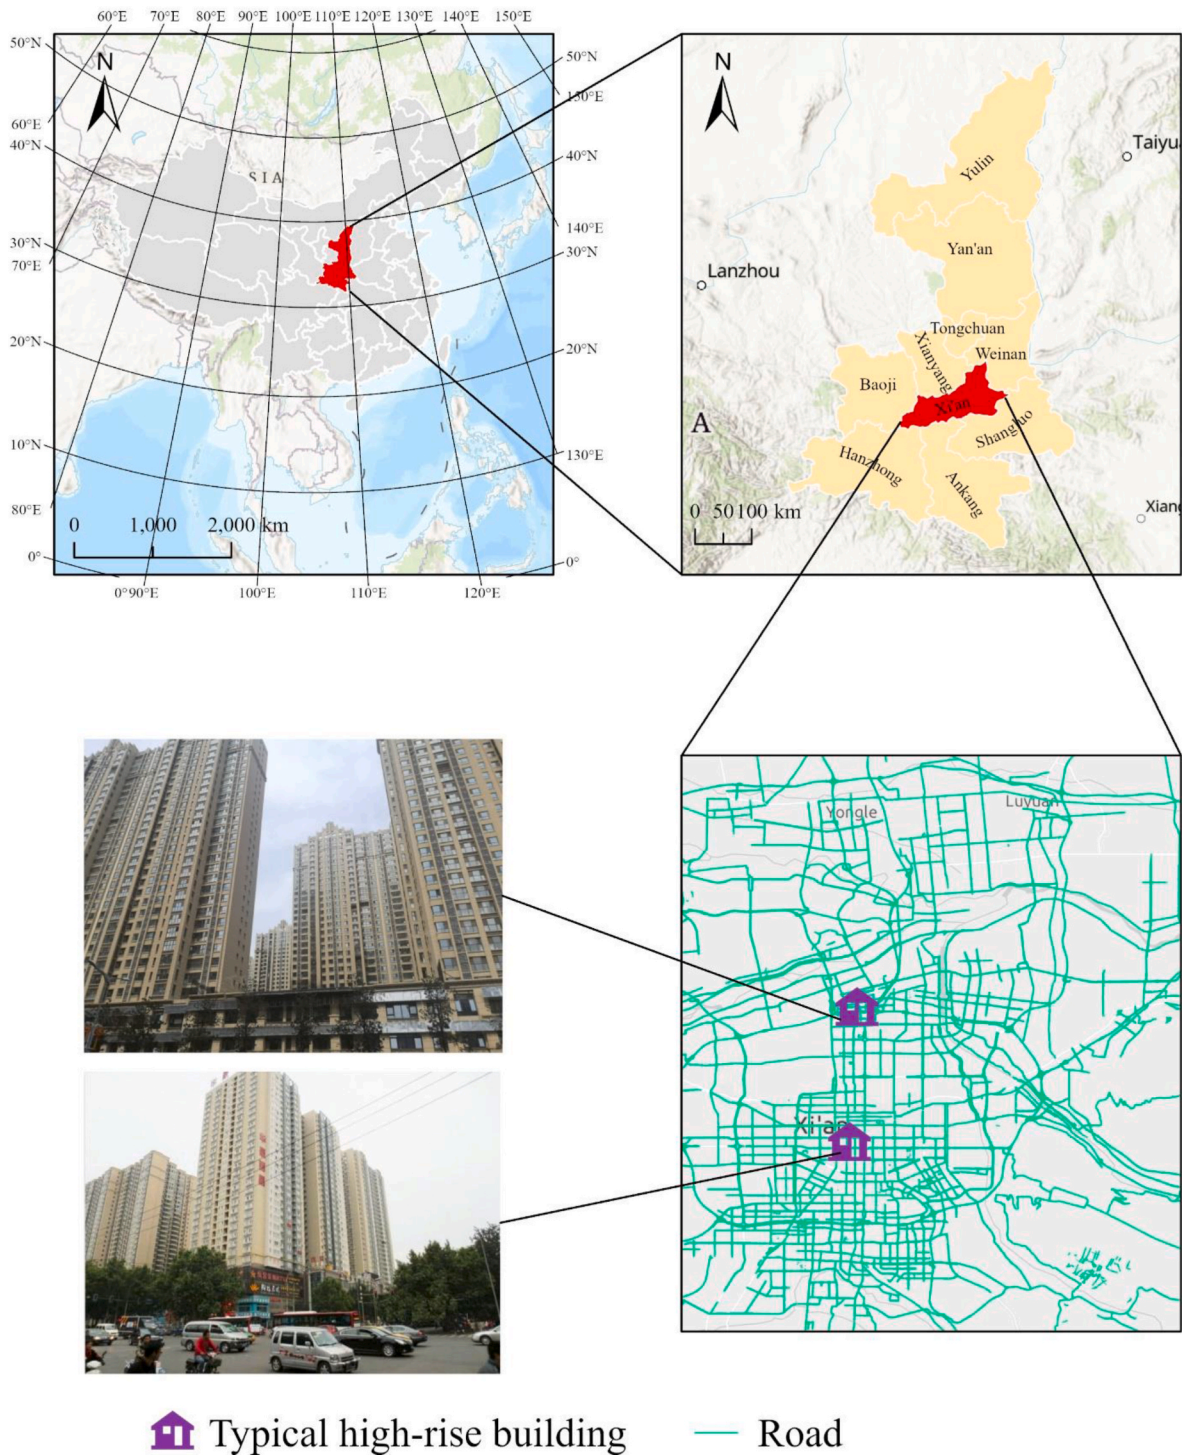 60°E 70°E 80°E 90°E 100°E 110°E 120°E 130°E 140°E 150°E
50°N
50°N
N
130°E
60°E
40°N
40°N
SIA
140°E
30°N
30°N
70°E
20°N
20°N
10°N
130°E
80°E
0 1,000 2,000 km
0°
0°
0°90°E 100°E 110°E 120°E
N
Taiyu
Yulin
Yan'an
Lanzhou
Tongchuan
Xianyang
Weinan
Baoji
Xi'an
A
Shangluo
Hanzhong
Ankang
0 50 100 km
Xiang
Luyuan
Yongle
Xi'an
Typical high-rise building
Road